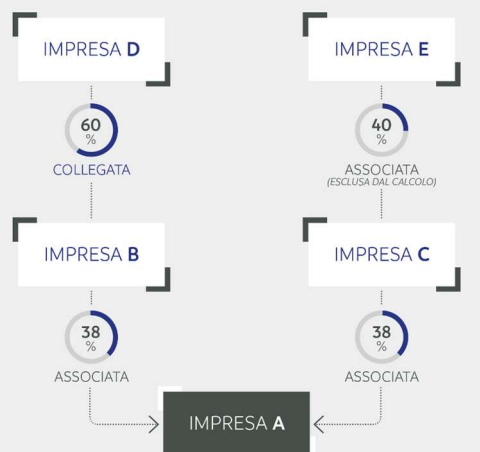 IMPRESA D
IMPRESA E
60
%
COLLEGATA
40
%
ASSOCIATA
(ESCLUSA DAL CALCOLO)
IMPRESA B
IMPRESA C
38
%
ASSOCIATA
38
%
ASSOCIATA
IMPRESA A